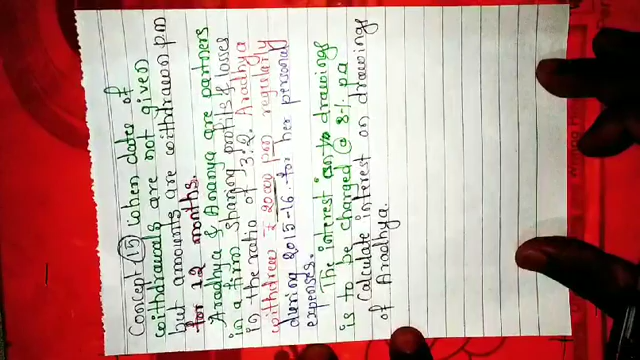 Concept (15) when dates of
withdrawals are not given
but amounts are withdrawn pm
for 12 months.
Aradhya & Ananya are partners
in a firm sharing profits & losses
in the ratio of 3:2. Aradhya
withdrew ₹ 2000 pm regularly
during 2015-16. for her personal
expenses.
The interest on drawings
is to be charged @ 8% pa
Calculate interest on drawings
of Aradhya.